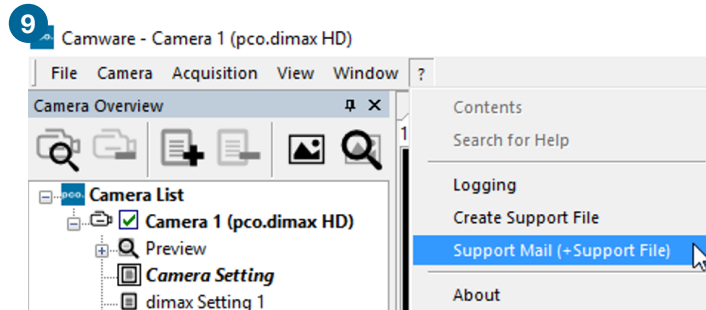 9
Camware - Camera 1 (pco.dimax HD)
File Camera Acquisition View Window ?
Camera Overview
Contents
Search for Help
1
Logging
pco. Camera List
Create Support File
Camera 1 (pco.dimax HD)
Support Mail (+Support File)
Preview
Camera Setting
About
dimax Setting 1